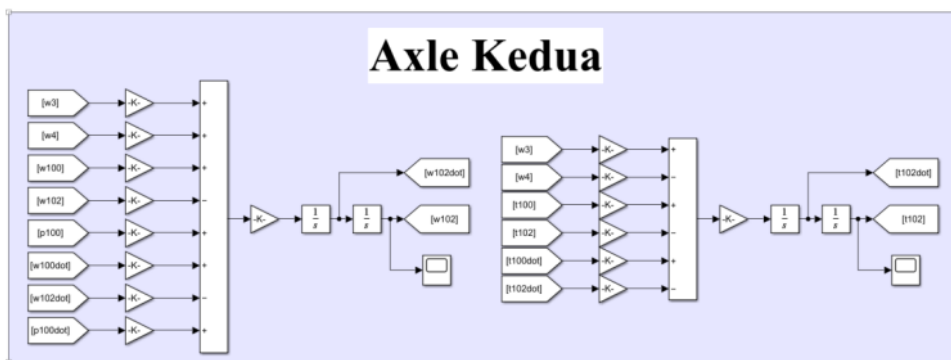 Axle Kedua
[w3] -K- +
[w4] -K- +
[w100] -K- +
[w102] -K- −
[p100] -K- +
[w100dot] -K- +
[w102dot] -K- −
[p100dot] -K- +
-K- 1/s 1/s
[w102dot]
[w102]
[w3] -K- +
[w4] -K- −
[t100] -K- +
[t102] -K- −
[t100dot] -K- +
[t102dot] -K- −
-K- 1/s 1/s
[t102dot]
[t102]